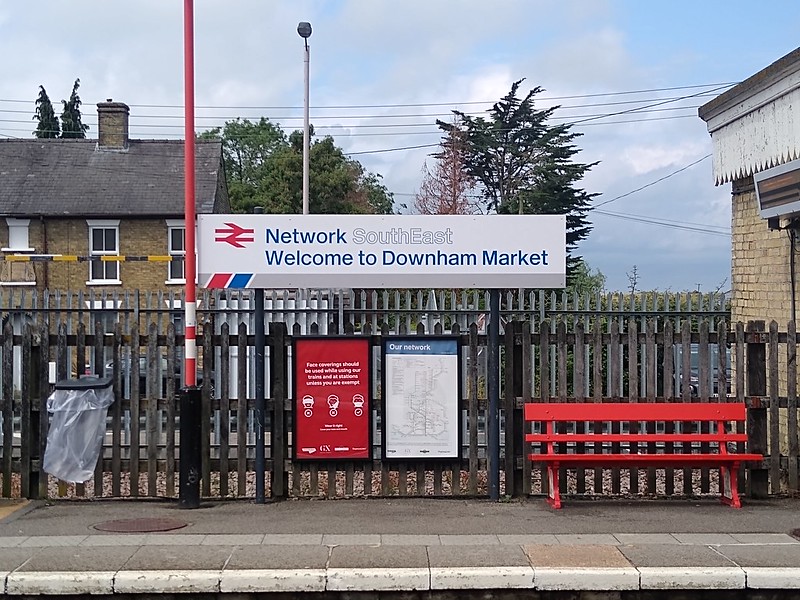 Network SouthEast
Welcome to Downham Market
Face coverings should
be used while using our
trains and at stations
unless you are exempt
Our network
GX